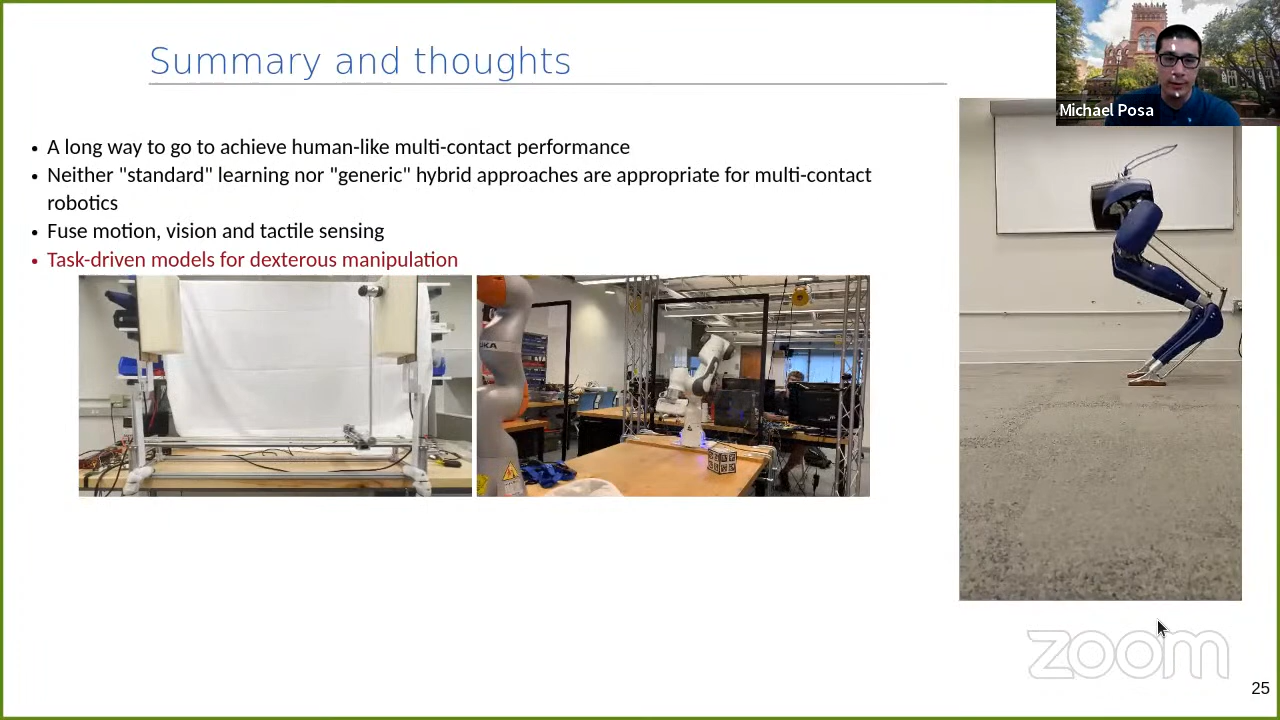 Summary and thoughts
Michael Posa
• A long way to go to achieve human-like multi-contact performance
• Neither "standard" learning nor "generic" hybrid approaches are appropriate for multi-contact
robotics
• Fuse motion, vision and tactile sensing
• Task-driven models for dexterous manipulation
zoom
25